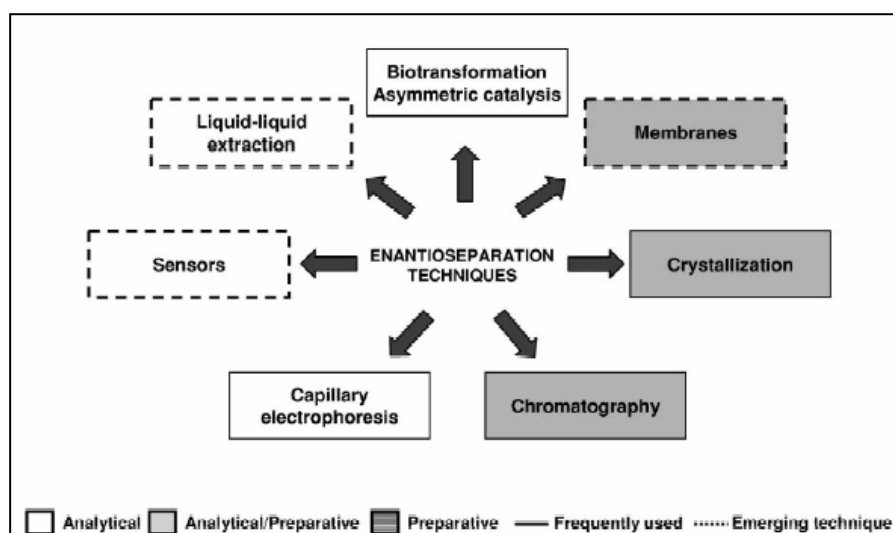 Biotransformation
Asymmetric catalysis
Liquid-liquid
extraction
Membranes
Sensors
ENANTIOSEPARATION
TECHNIQUES
Crystallization
Capillary
electrophoresis
Chromatography
Analytical Analytical/Preparative Preparative Frequently used Emerging technique